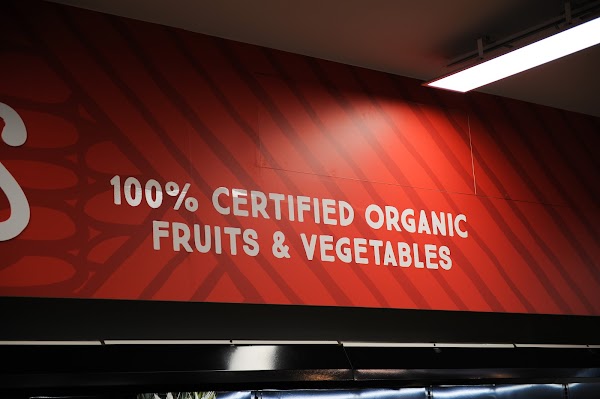 100% CERTIFIED ORGANIC
FRUITS & VEGETABLES